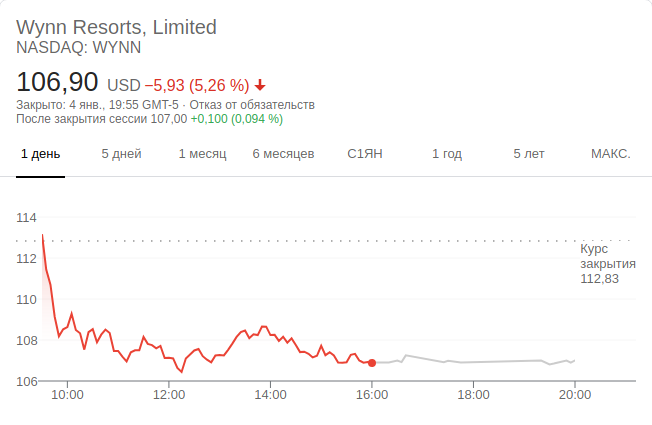 Wynn Resorts, Limited
NASDAQ: WYNN
106,90 USD −5,93 (5,26 %)
Закрыто: 4 янв., 19:55 GMT-5 · Отказ от обязательств
После закрытия сессии 107,00 +0,100 (0,094 %)
1 день 5 дней 1 месяц 6 месяцев С1ЯН 1 год 5 лет МАКС.
114
Курс
закрытия
112,83
112
110
108
106
10:00 12:00 14:00 16:00 18:00 20:00